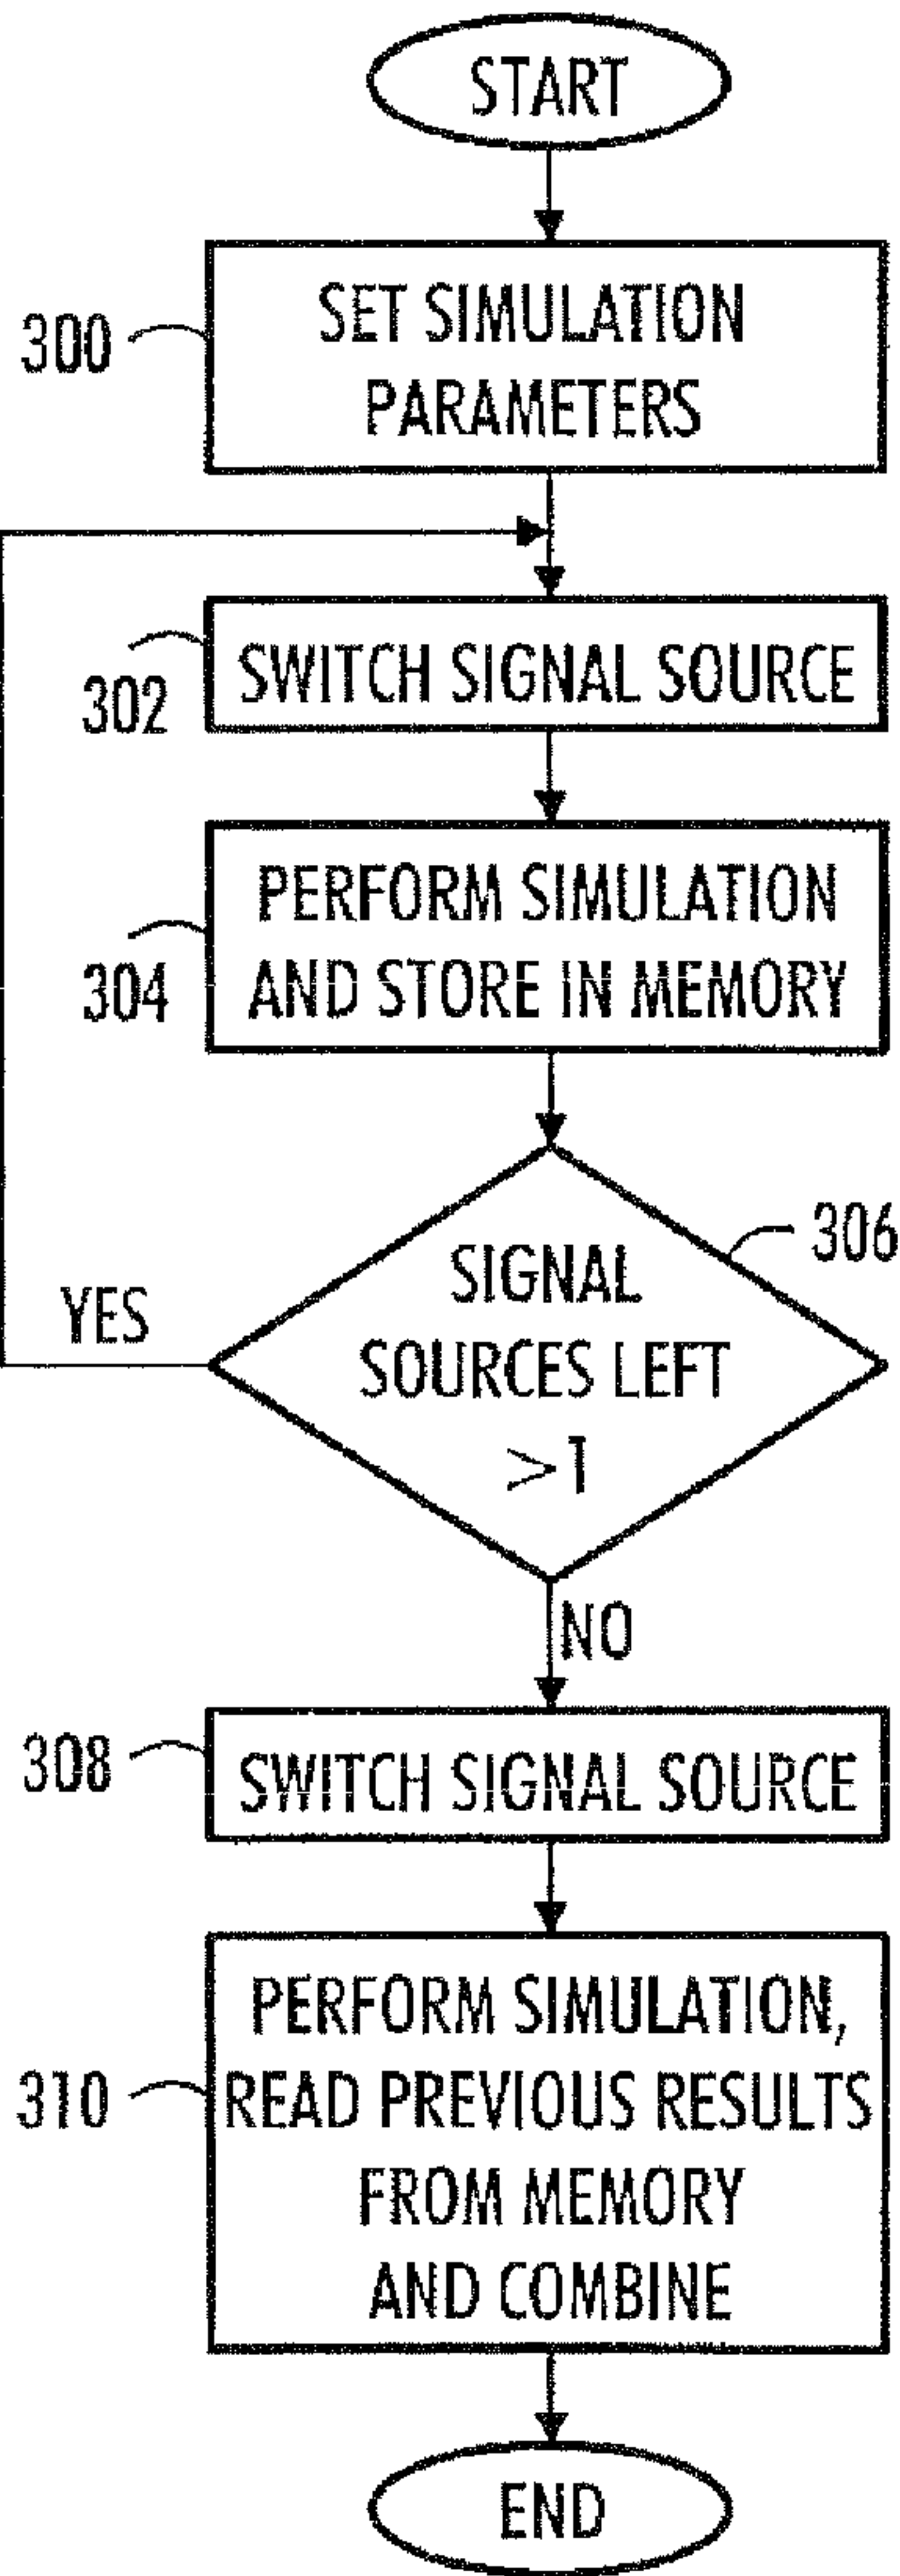 START
300
SET SIMULATION
PARAMETERS
302
SWITCH SIGNAL SOURCE
304
PERFORM SIMULATION
AND STORE IN MEMORY
306
SIGNAL
SOURCES LEFT
>1
YES
NO
308
SWITCH SIGNAL SOURCE
310
PERFORM SIMULATION,
READ PREVIOUS RESULTS
FROM MEMORY
AND COMBINE
END